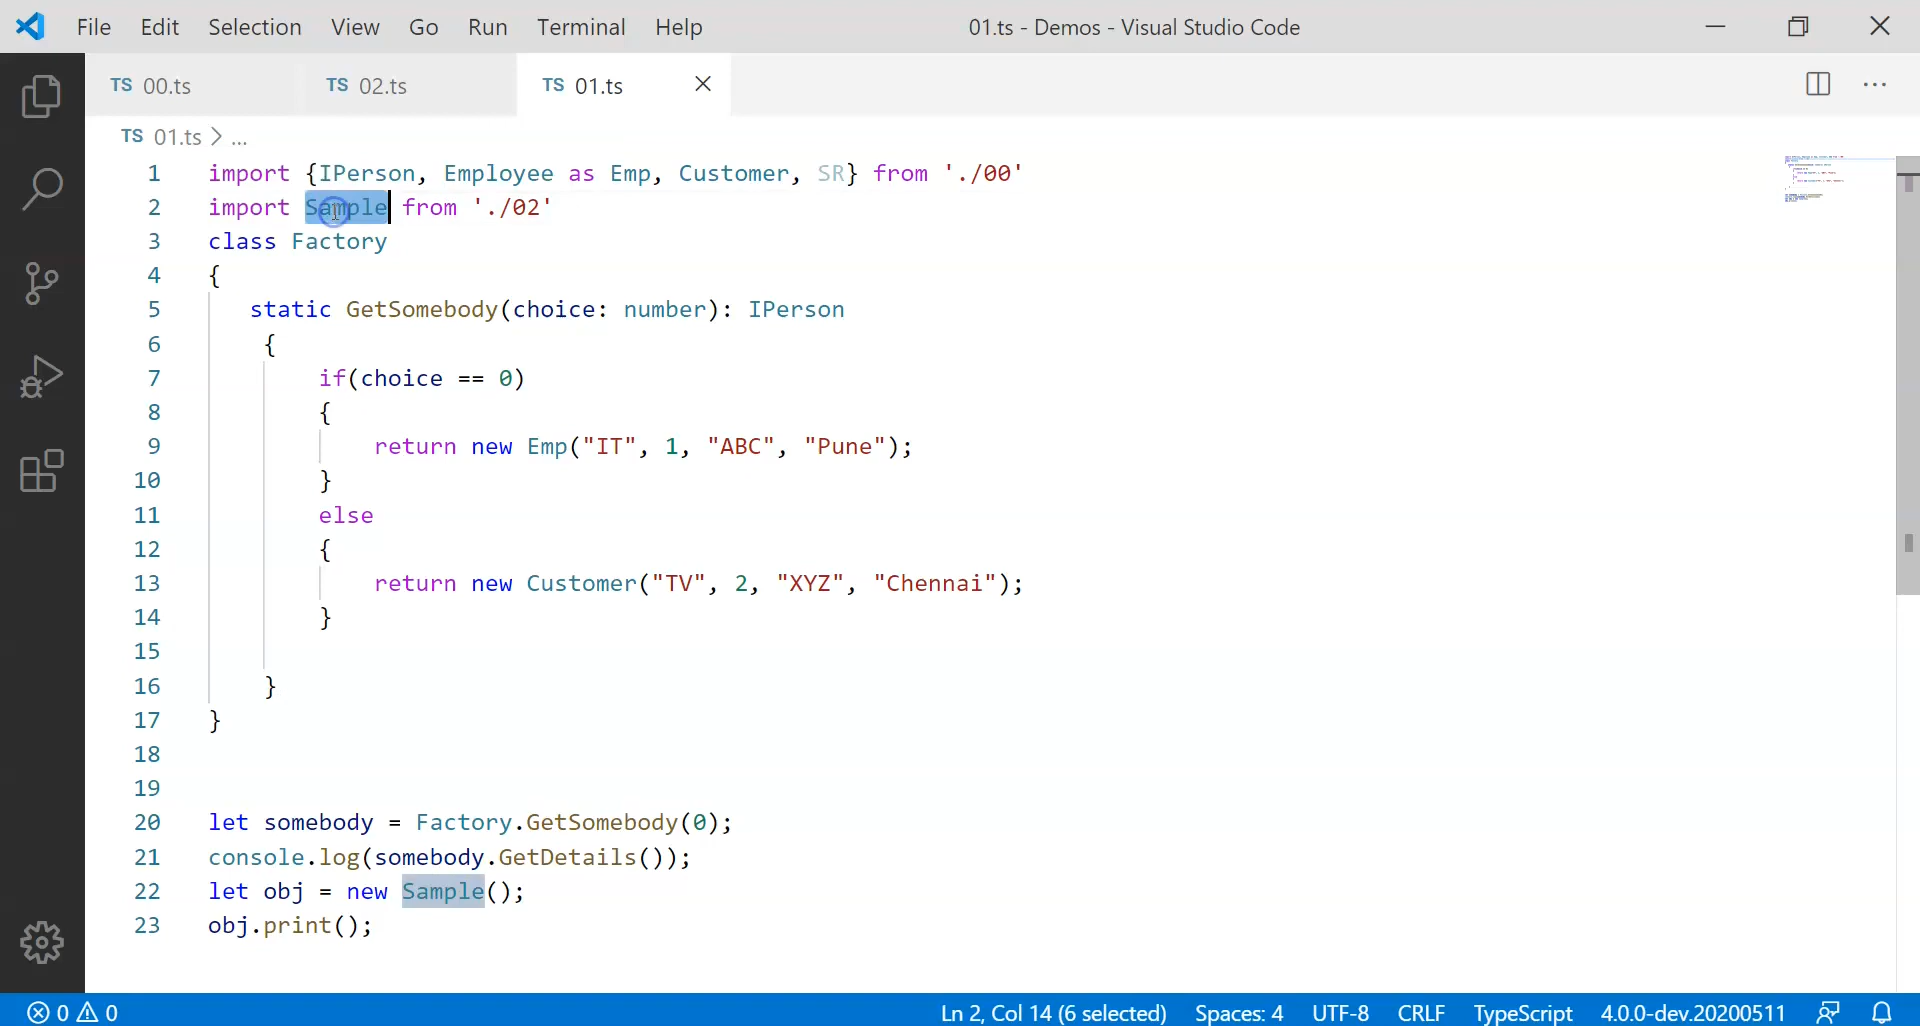 File Edit Selection View Go Run Terminal Help 01.ts - Demos - Visual Studio Code
TS 00.ts TS 02.ts TS 01.ts
TS 01.ts > ...
1 import {IPerson, Employee as Emp, Customer, SR} from './00'
2 import Sample from './02'
3 class Factory
4 {
5 static GetSomebody(choice: number): IPerson
6 {
7 if(choice == 0)
8 {
9 return new Emp("IT", 1, "ABC", "Pune");
10 }
11 else
12 {
13 return new Customer("TV", 2, "XYZ", "Chennai");
14 }
15
16 }
17 }
18
19
20 let somebody = Factory.GetSomebody(0);
21 console.log(somebody.GetDetails());
22 let obj = new Sample();
23 obj.print();
0 0 Ln 2, Col 14 (6 selected) Spaces: 4 UTF-8 CRLF TypeScript 4.0.0-dev.20200511